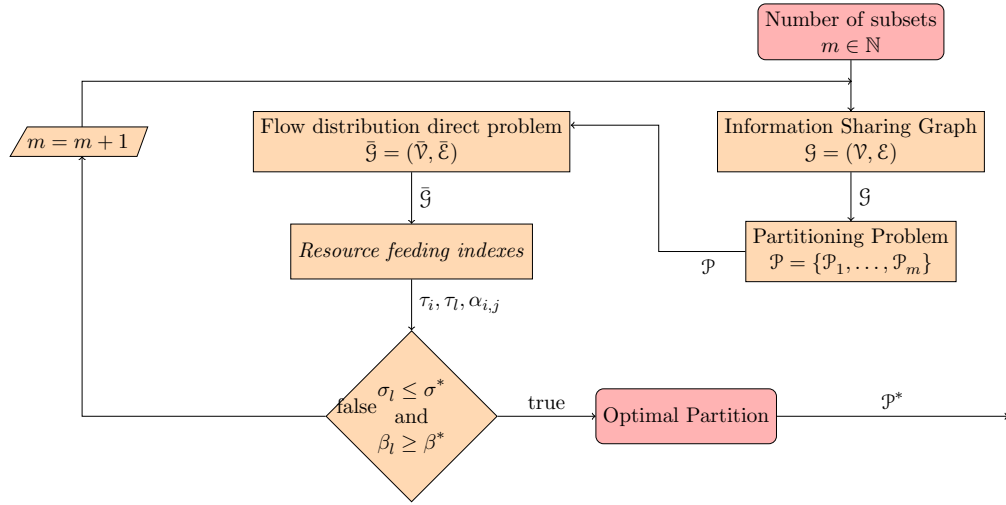 Number of subsets
m ∈ ℕ
Flow distribution direct problem
𝒢̄ = (𝒱̄, ℰ̄)
Information Sharing Graph
𝒢 = (𝒱, ℰ)
m = m + 1
𝒢̄
𝒢
Resource feeding indexes
Partitioning Problem
𝒫 = {𝒫₁, . . . , 𝒫ₘ}
𝒫
τᵢ, τₗ, αᵢ,ⱼ
σₗ ≤ σ*
false
and
βₗ ≥ β*
true
Optimal Partition
𝒫*